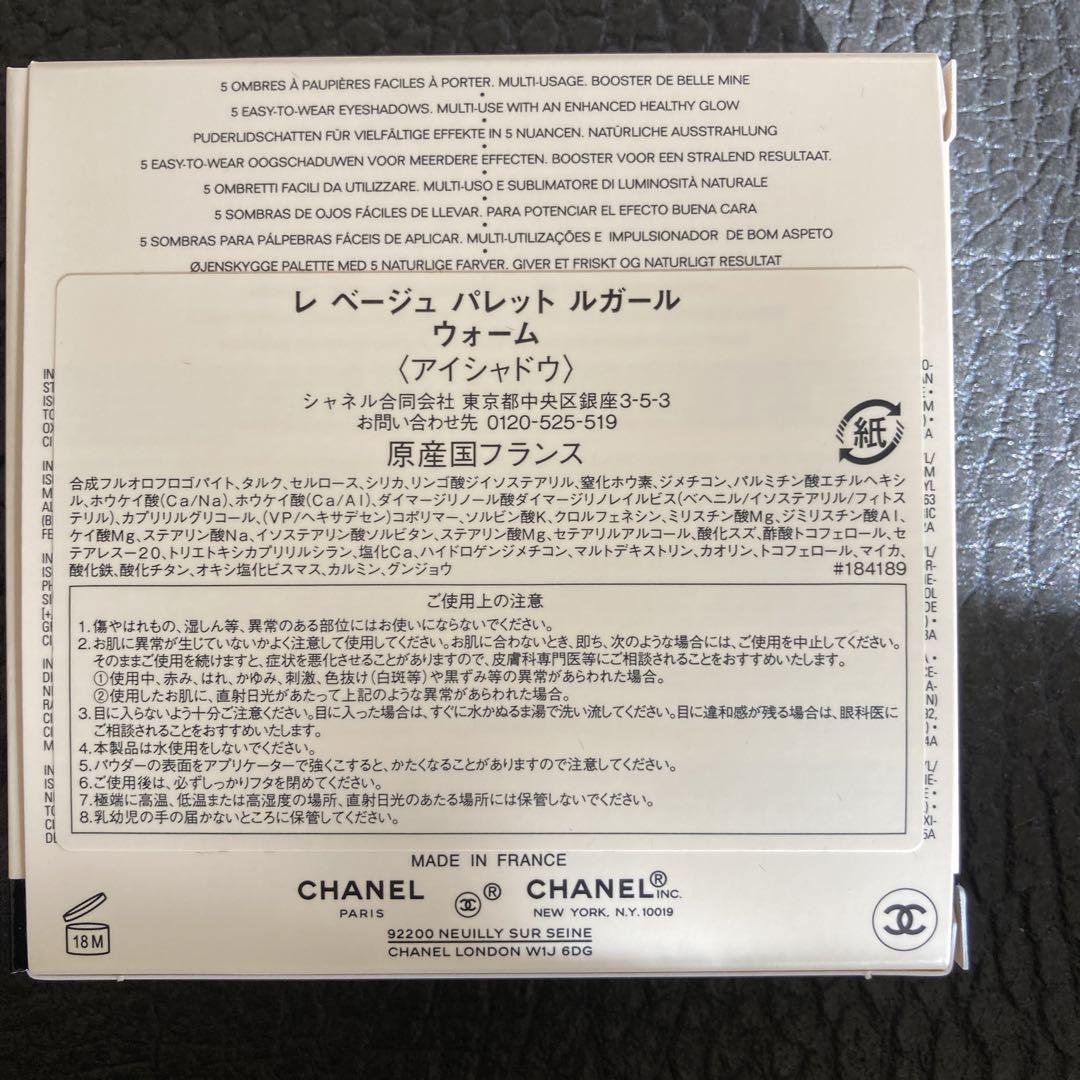 5 OMBRES À PAUPIÈRES FACILES À PORTER. MULTI-USAGE. BOOSTER DE BELLE MINE
5 EASY-TO-WEAR EYESHADOWS. MULTI-USE WITH AN ENHANCED HEALTHY GLOW
PUDERLIDSCHATTEN FÜR VIELFÄLTIGE EFFEKTE IN 5 NUANCEN. NATÜRLICHE AUSSTRAHLUNG
5 EASY-TO-WEAR OOGSCHADUWEN VOOR MEERDERE EFFECTEN. BOOSTER VOOR EEN STRALEND RESULTAAT.
5 OMBRETTI FACILI DA UTILIZZARE. MULTI-USO E SUBLIMATORE DI LUMINOSITÀ NATURALE
5 SOMBRAS DE OJOS FÁCILES DE LLEVAR. PARA POTENCIAR EL EFECTO BUENA CARA
5 SOMBRAS PARA PÁLPEBRAS FÁCEIS DE APLICAR. MULTI-UTILIZAÇÕES E IMPULSIONADOR DE BOM ASPETO
ØJENSKYGGE PALETTE MED 5 NATURLIGE FARVER. GIVER ET FRISKT OG NATURLIGT RESULTAT
レ ベージュ パレット ルガール
ウォーム
〈アイシャドウ〉
シャネル合同会社 東京都中央区銀座3-5-3
お問い合わせ先 0120-525-519
原産国フランス
紙
合成フルオロフロゴパイト、タルク、セルロース、シリカ、リンゴ酸ジイソステアリル、窒化ホウ素、ジメチコン、パルミチン酸エチルヘキシ
ル、ホウケイ酸(Ca/Na)、ホウケイ酸(Ca/Al)、ダイマージリノール酸ダイマージリノレイルビス(ベヘニル/イソステアリル/フィトス
テリル)、カプリリルグリコール、(VP/ヘキサデセン)コポリマー、ソルビン酸K、クロルフェネシン、ミリスチン酸Mg、ジミリスチン酸Al、
ケイ酸Mg、ステアリン酸Na、イソステアリン酸ソルビタン、ステアリン酸Mg、セテアリルアルコール、酸化スズ、酢酸トコフェロール、セ
テアレス-20、トリエトキシカプリリルシラン、塩化Ca、ハイドロゲンジメチコン、マルトデキストリン、カオリン、トコフェロール、マイカ、
酸化鉄、酸化チタン、オキシ塩化ビスマス、カルミン、グンジョウ #184189
ご使用上の注意
1.傷やはれもの、湿しん等、異常のある部位にはお使いにならないでください。
2.お肌に異常が生じていないかよく注意して使用してください。お肌に合わないとき、即ち、次のような場合には、ご使用を中止してください。
そのままご使用を続けますと、症状を悪化させることがありますので、皮膚科専門医等にご相談されることをおすすめいたします。
①使用中、赤み、はれ、かゆみ、刺激、色抜け(白斑等)や黒ずみ等の異常があらわれた場合。
②使用したお肌に、直射日光があたって上記のような異常があらわれた場合。
3.目に入らないよう十分ご注意ください。目に入った場合は、すぐに水かぬるま湯で洗い流してください。目に違和感が残る場合は、眼科医に
ご相談されることをおすすめいたします。
4.本製品は水使用をしないでください。
5.パウダーの表面をアプリケーターで強くこすると、かたくなることがありますので注意してください。
6.ご使用後は、必ずしっかりフタを閉めてください。
7.極端に高温、低温または高湿度の場所、直射日光のあたる場所には保管しないでください。
8.乳幼児の手の届かないところに保管してください。
MADE IN FRANCE
CHANEL ® CHANEL® INC.
PARIS NEW YORK, N.Y. 10019
92200 NEUILLY SUR SEINE
CHANEL LONDON W1J 6DG
18 M